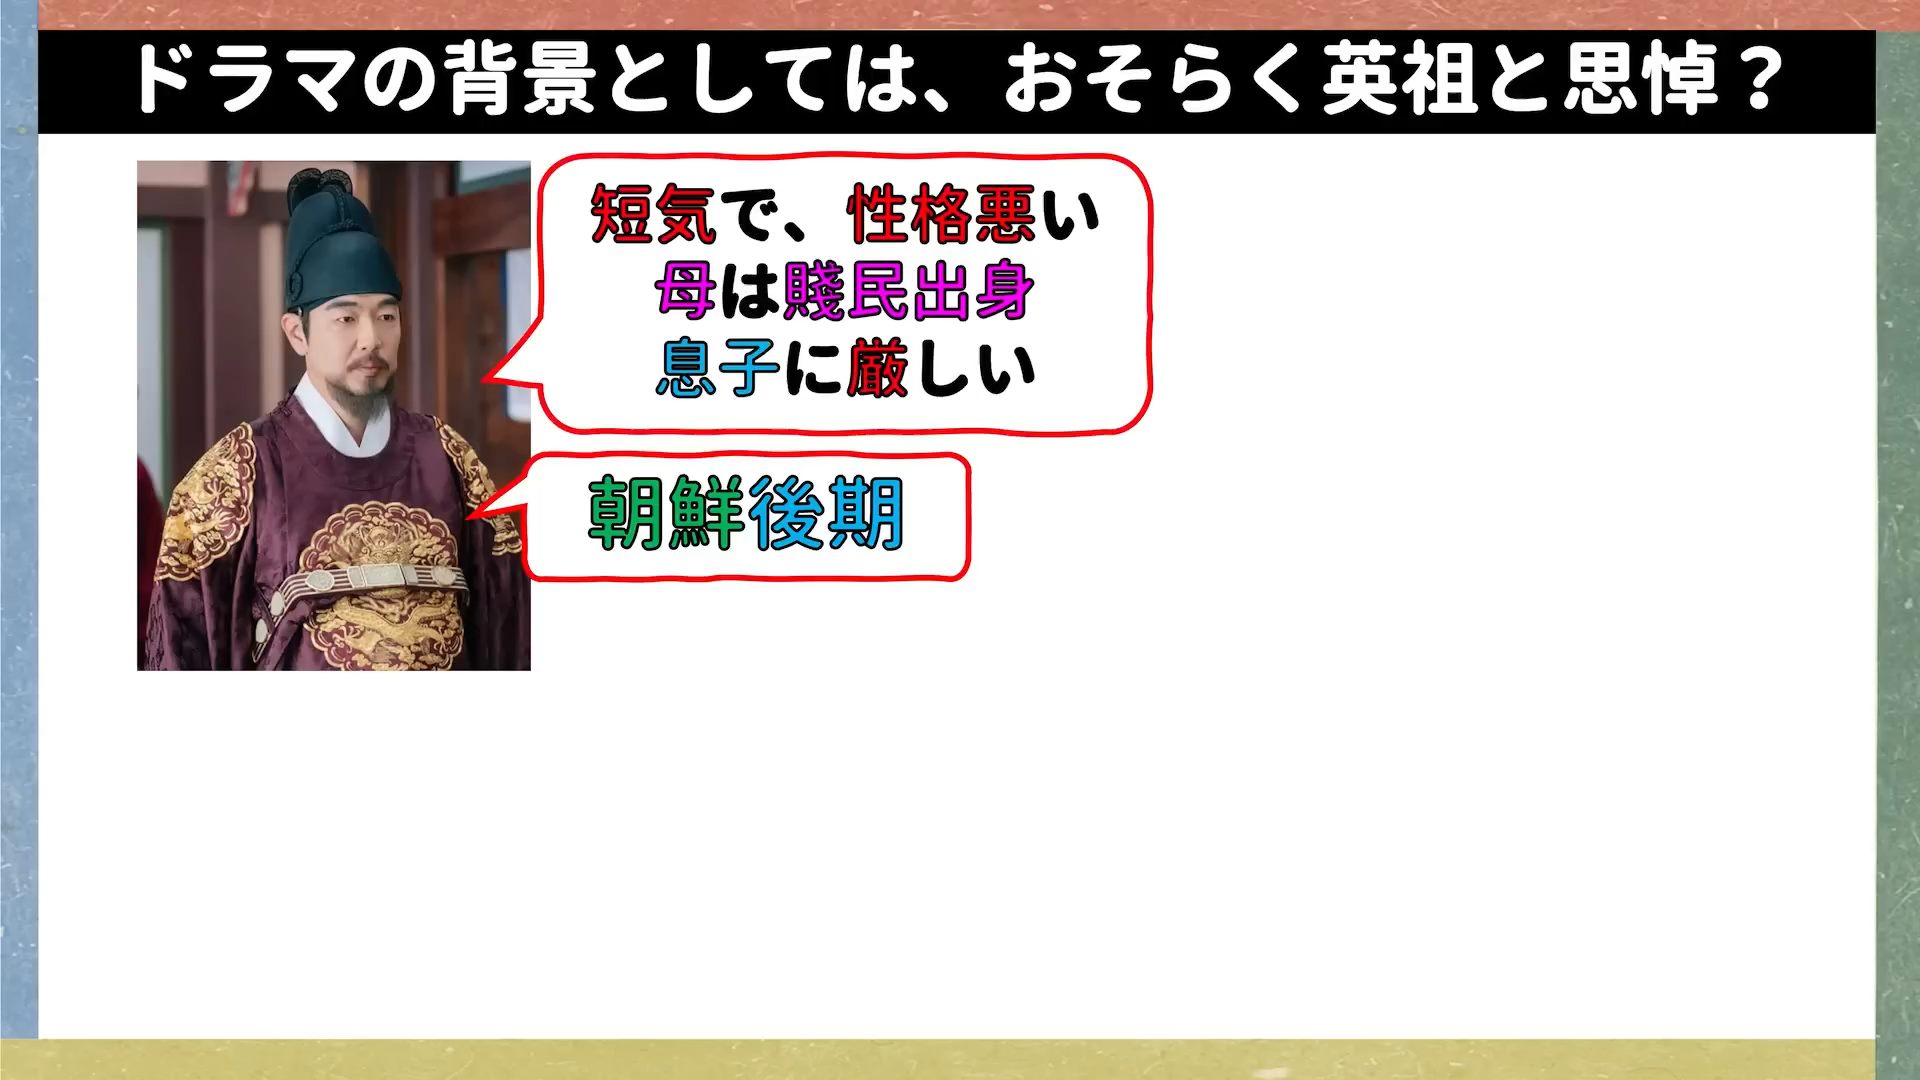 ドラマの背景としては、おそらく英祖と思悼？
短気で、性格悪い
母は賤民出身
息子に厳しい
朝鮮後期